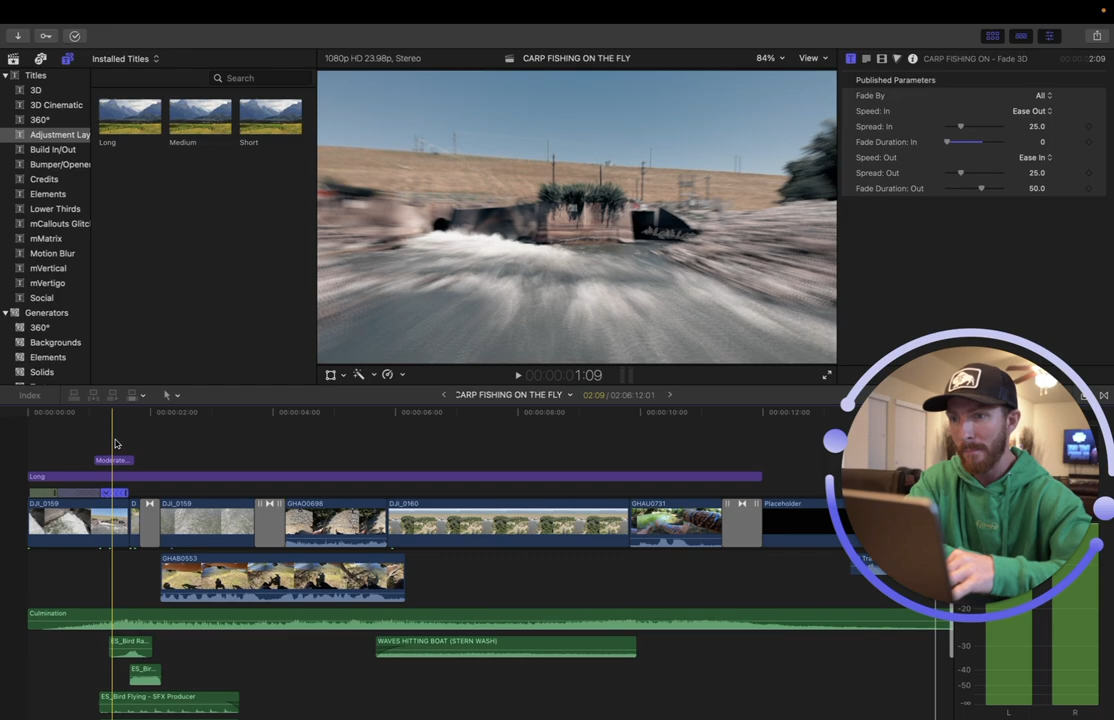 Installed Titles
Search
Titles
3D
3D Cinematic
360°
Adjustment Lay
Build In/Out
Bumper/Opene
Credits
Elements
Lower Thirds
mCallouts Glitc
mMatrix
Motion Blur
mVertical
mVertigo
Social
Generators
360°
Backgrounds
Elements
Solids
Long
Medium
Short
1080p HD 23.98p, Stereo
CARP FISHING ON THE FLY
84%
View
00:00:00:01:09
CARP FISHING ON - Fade 3D
2:09
Published Parameters
Fade By All
Speed: In Ease Out
Spread: In 25.0
Fade Duration: In 0
Speed: Out Ease In
Spread: Out 25.0
Fade Duration: Out 50.0
Index
CARP FISHING ON THE FLY
02:09 / 02:06:12:01
00:00:00:00
00:00:02:00
00:00:04:00
00:00:06:00
00:00:08:00
00:00:10:00
00:00:12:00
Moderate...
Long
DJI_0159
D
DJI_0159
GHAO0698
DJI_0160
GHAU0731
Placeholder
GHAB0553
Culmination
ES_Bird Ra...
WAVES HITTING BOAT (STERN WASH)
ES_Bir...
ES_Bird Flying - SFX Producer
-20
-30
-40
-50
-∞
L
R